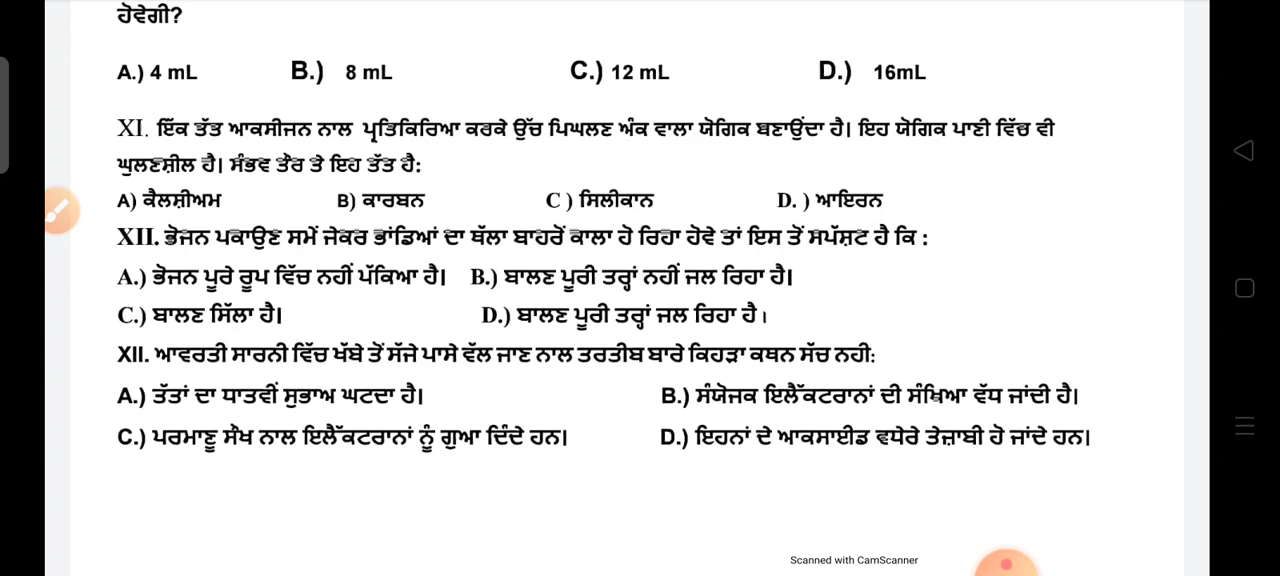 ਹੋਵੇਗੀ?
A.) 4 mL B.) 8 mL C.) 12 mL D.) 16mL
XI. ਇੱਕ ਤੱਤ ਆਕਸੀਜਨ ਨਾਲ ਪ੍ਰਤਿਕਿਰਿਆ ਕਰਕੇ ਉੱਚ ਪਿਘਲਣ ਅੰਕ ਵਾਲਾ ਯੋਗਿਕ ਬਣਾਉਂਦਾ ਹੈ। ਇਹ ਯੋਗਿਕ ਪਾਣੀ ਵਿੱਚ ਵੀ
ਘੁਲਣਸ਼ੀਲ ਹੈ। ਸੰਭਵ ਤੌਰ ਤੇ ਇਹ ਤੱਤ ਹੈ:
A) ਕੈਲਸ਼ੀਅਮ B) ਕਾਰਬਨ C ) ਸਿਲੀਕਾਨ D. ) ਆਇਰਨ
XII. ਭੋਜਨ ਪਕਾਉਣ ਸਮੇਂ ਜੇਕਰ ਭਾਂਡਿਆਂ ਦਾ ਥੱਲਾ ਬਾਹਰੋਂ ਕਾਲਾ ਹੋ ਰਿਹਾ ਹੋਵੇ ਤਾਂ ਇਸ ਤੋਂ ਸਪੱਸ਼ਟ ਹੈ ਕਿ :
A.) ਭੋਜਨ ਪੂਰੇ ਰੂਪ ਵਿੱਚ ਨਹੀਂ ਪੱਕਿਆ ਹੈ। B.) ਬਾਲਣ ਪੂਰੀ ਤਰ੍ਹਾਂ ਨਹੀਂ ਜਲ ਰਿਹਾ ਹੈ।
C.) ਬਾਲਣ ਸਿੱਲਾ ਹੈ। D.) ਬਾਲਣ ਪੂਰੀ ਤਰ੍ਹਾਂ ਜਲ ਰਿਹਾ ਹੈ ।
XII. ਆਵਰਤੀ ਸਾਰਨੀ ਵਿੱਚ ਖੱਬੇ ਤੋਂ ਸੱਜੇ ਪਾਸੇ ਵੱਲ ਜਾਣ ਨਾਲ ਤਰਤੀਬ ਬਾਰੇ ਕਿਹੜਾ ਕਥਨ ਸੱਚ ਨਹੀ:
A.) ਤੱਤਾਂ ਦਾ ਧਾਤਵੀਂ ਸੁਭਾਅ ਘਟਦਾ ਹੈ। B.) ਸੰਯੋਜਕ ਇਲੈੱਕਟਰਾਨਾਂ ਦੀ ਸੰਖਿਆ ਵੱਧ ਜਾਂਦੀ ਹੈ।
C.) ਪਰਮਾਣੂ ਸੌਖ ਨਾਲ ਇਲੈੱਕਟਰਾਨਾਂ ਨੂੰ ਗੁਆ ਦਿੰਦੇ ਹਨ। D.) ਇਹਨਾਂ ਦੇ ਆਕਸਾਈਡ ਵਧੇਰੇ ਤੇਜ਼ਾਬੀ ਹੋ ਜਾਂਦੇ ਹਨ।
Scanned with CamScanner